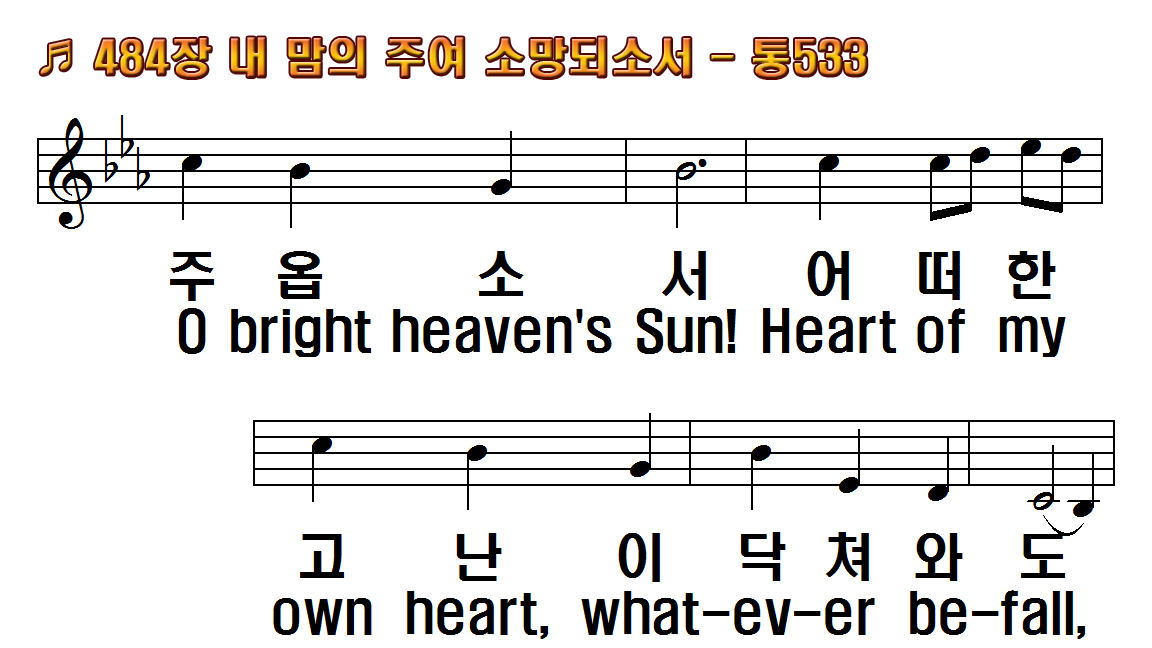 ♬ 484장 내 맘의 주여 소망되소서 - 통533
주 옵 소 서 어 떠 한
O bright heaven's Sun! Heart of my
고 난 이 닥 쳐 와 도
own heart, what-ev-er be-fall,